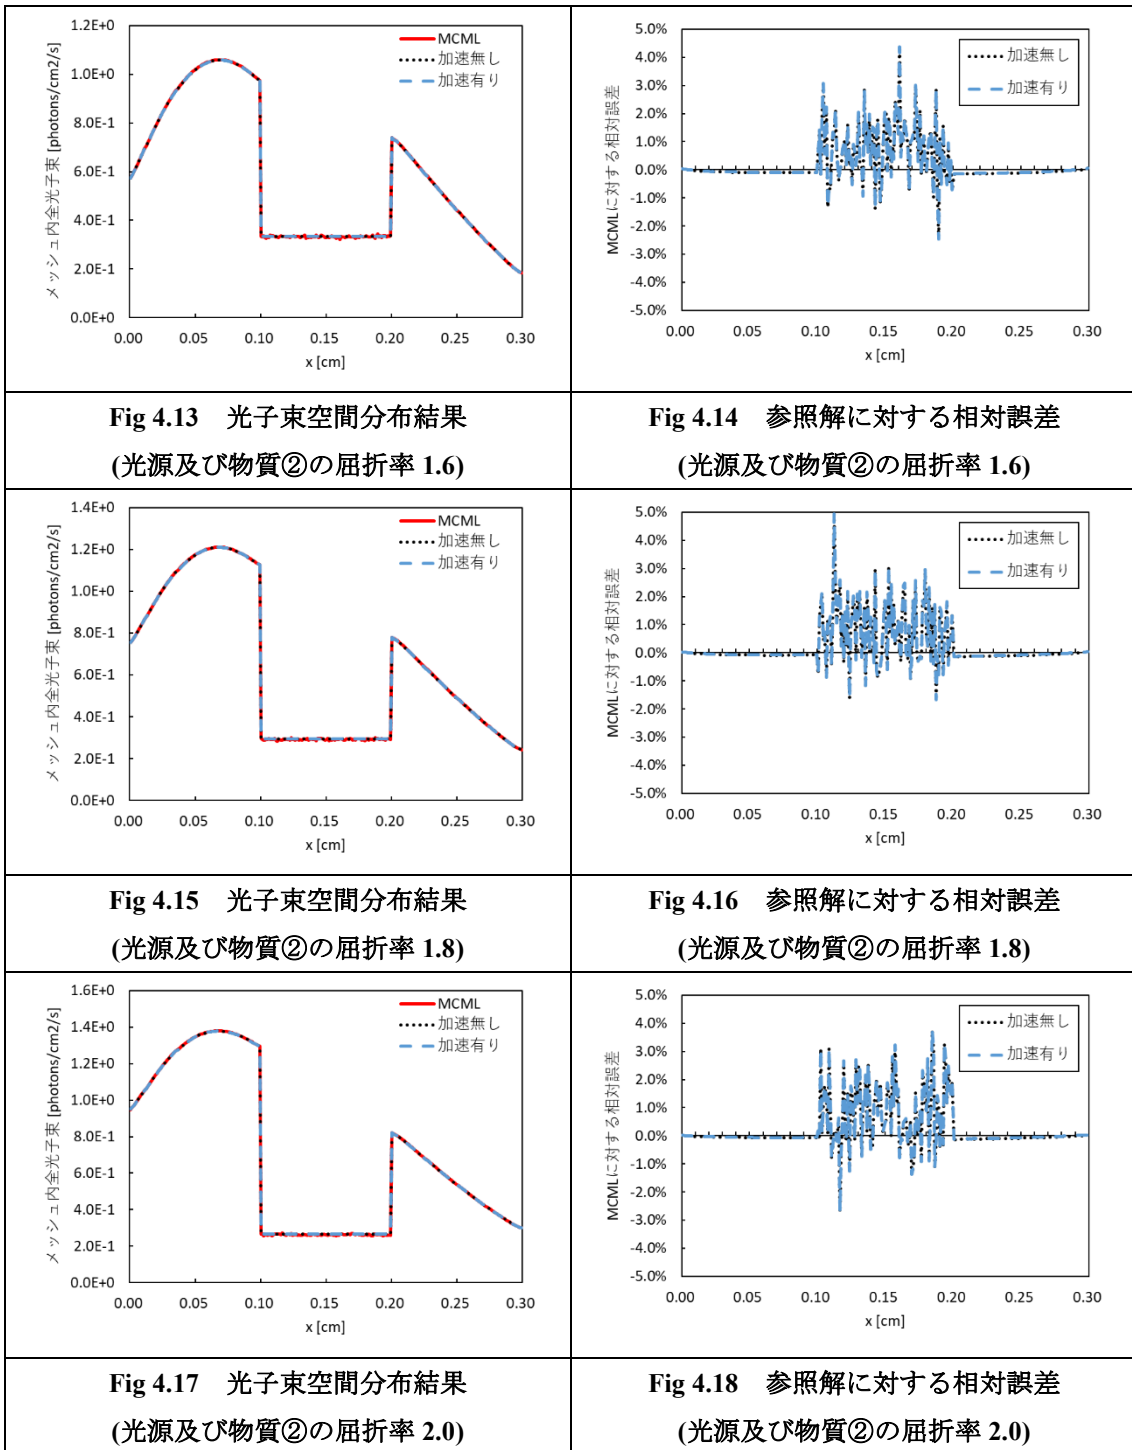 1.2E+0
1.0E+0
8.0E-1
6.0E-1
4.0E-1
2.0E-1
0.0E+0
メッシュ内全光子束 [photons/cm2/s]
MCML
加速無し
加速有り
0.00 0.05 0.10 0.15 0.20 0.25 0.30
x [cm]
5.0%
4.0%
3.0%
2.0%
1.0%
0.0%
-1.0%
-2.0%
-3.0%
-4.0%
-5.0%
MCMLに対する相対誤差
加速無し
加速有り
0.00 0.05 0.10 0.15 0.20 0.25 0.30
x [cm]
Fig 4.13 光子束空間分布結果
(光源及び物質②の屈折率 1.6)
Fig 4.14 参照解に対する相対誤差
(光源及び物質②の屈折率 1.6)
1.4E+0
1.2E+0
1.0E+0
8.0E-1
6.0E-1
4.0E-1
2.0E-1
0.0E+0
メッシュ内全光子束 [photons/cm2/s]
MCML
加速無し
加速有り
0.00 0.05 0.10 0.15 0.20 0.25 0.30
x [cm]
5.0%
4.0%
3.0%
2.0%
1.0%
0.0%
-1.0%
-2.0%
-3.0%
-4.0%
-5.0%
MCMLに対する相対誤差
加速無し
加速有り
0.00 0.05 0.10 0.15 0.20 0.25 0.30
x [cm]
Fig 4.15 光子束空間分布結果
(光源及び物質②の屈折率 1.8)
Fig 4.16 参照解に対する相対誤差
(光源及び物質②の屈折率 1.8)
1.6E+0
1.4E+0
1.2E+0
1.0E+0
8.0E-1
6.0E-1
4.0E-1
2.0E-1
0.0E+0
メッシュ内全光子束 [photons/cm2/s]
MCML
加速無し
加速有り
0.00 0.05 0.10 0.15 0.20 0.25 0.30
x [cm]
5.0%
4.0%
3.0%
2.0%
1.0%
0.0%
-1.0%
-2.0%
-3.0%
-4.0%
-5.0%
MCMLに対する相対誤差
加速無し
加速有り
0.00 0.05 0.10 0.15 0.20 0.25 0.30
x [cm]
Fig 4.17 光子束空間分布結果
(光源及び物質②の屈折率 2.0)
Fig 4.18 参照解に対する相対誤差
(光源及び物質②の屈折率 2.0)